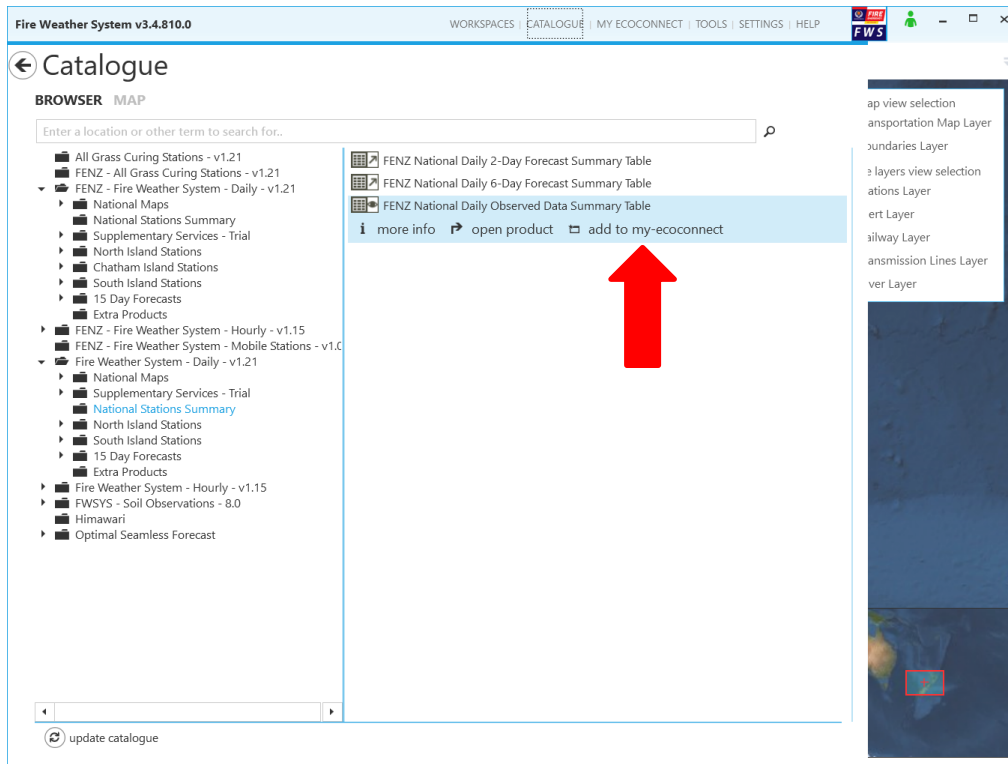 Fire Weather System v3.4.810.0
WORKSPACES | CATALOGUE | MY ECOCONNECT | TOOLS | SETTINGS | HELP
FIRE
FWS
Catalogue
BROWSER MAP
Enter a location or other term to search for..
All Grass Curing Stations - v1.21
FENZ - All Grass Curing Stations - v1.21
FENZ - Fire Weather System - Daily - v1.21
National Maps
National Stations Summary
Supplementary Services - Trial
North Island Stations
Chatham Island Stations
South Island Stations
15 Day Forecasts
Extra Products
FENZ - Fire Weather System - Hourly - v1.15
FENZ - Fire Weather System - Mobile Stations - v1.0
Fire Weather System - Daily - v1.21
National Maps
Supplementary Services - Trial
National Stations Summary
North Island Stations
South Island Stations
15 Day Forecasts
Extra Products
Fire Weather System - Hourly - v1.15
FWSYS - Soil Observations - 8.0
Himawari
Optimal Seamless Forecast
update catalogue
FENZ National Daily 2-Day Forecast Summary Table
FENZ National Daily 6-Day Forecast Summary Table
FENZ National Daily Observed Data Summary Table
more info open product add to my-ecoconnect
ap view selection
ansportation Map Layer
oundaries Layer
e layers view selection
ations Layer
ert Layer
ailway Layer
ansmission Lines Layer
ver Layer